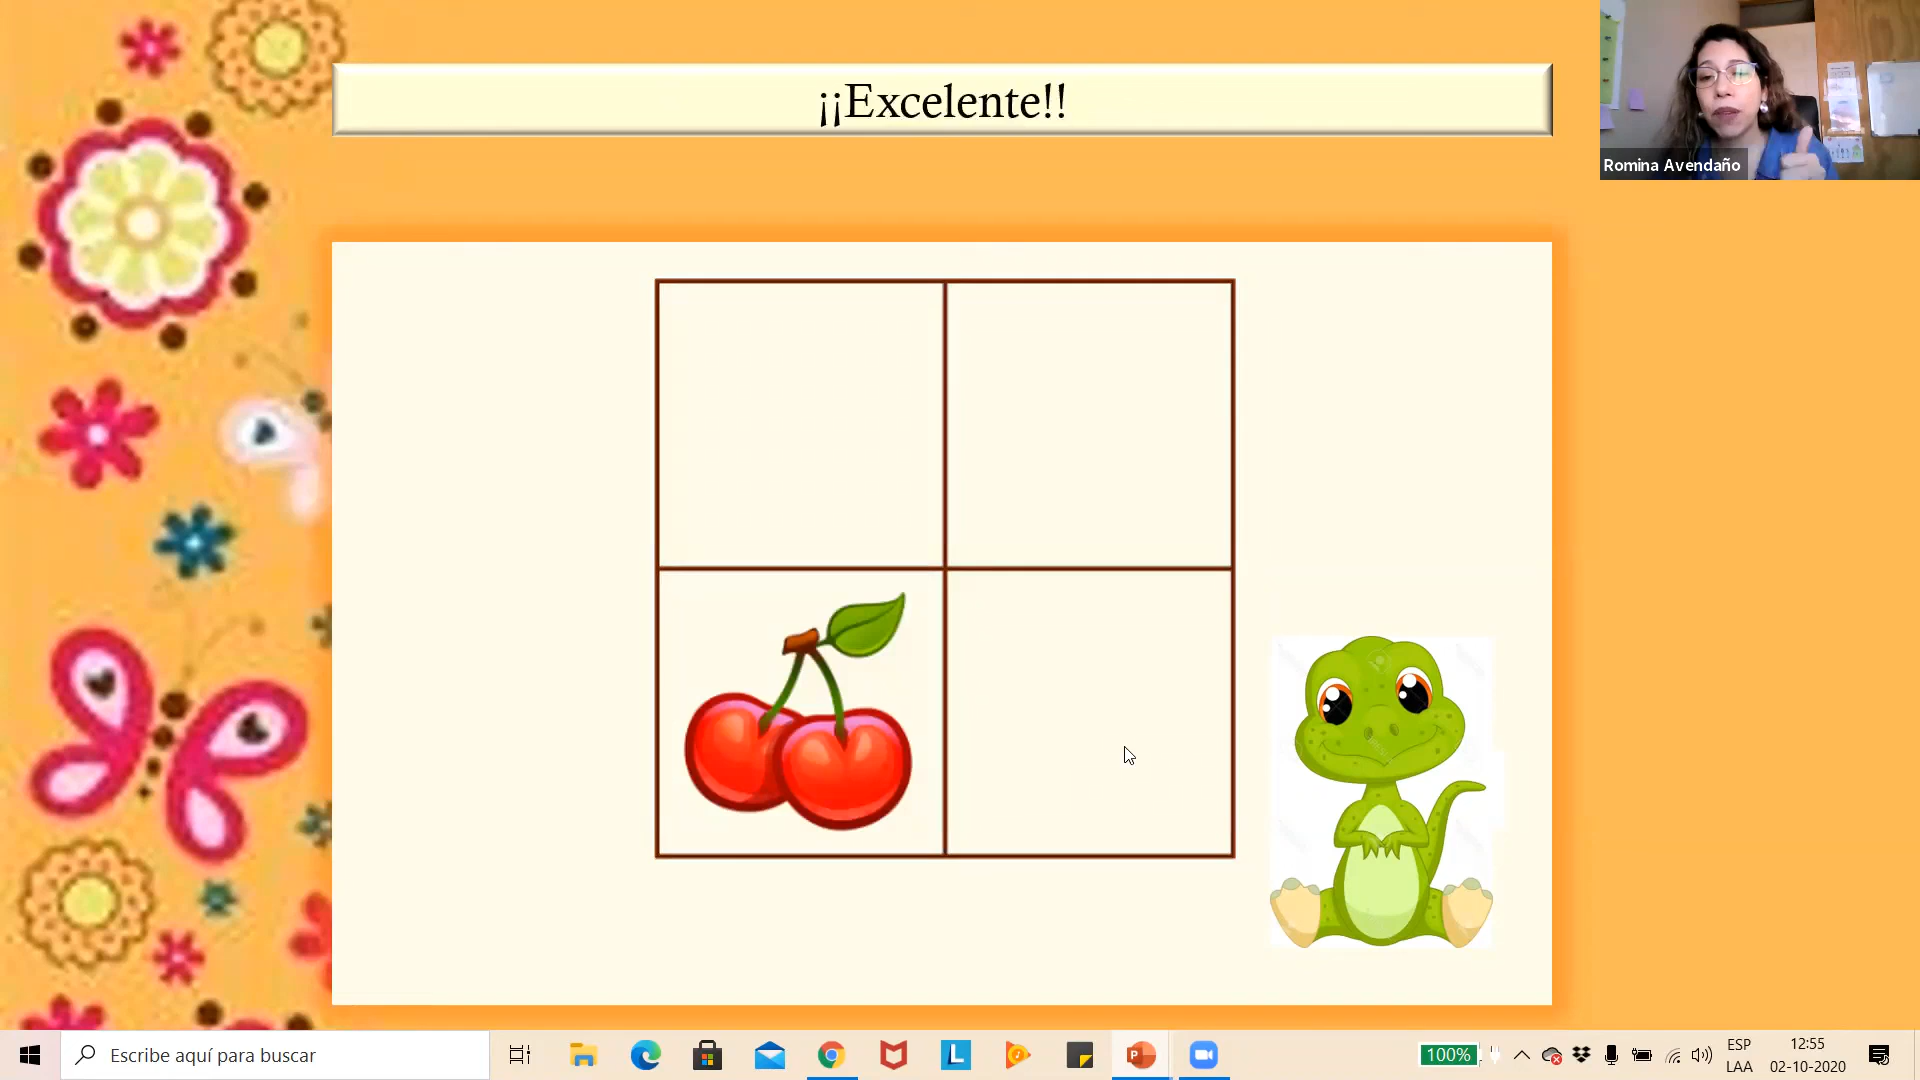 ¡¡Excelente!!
Romina Avendaño
Escribe aquí para buscar
100%
ESP
LAA
12:55
02-10-2020